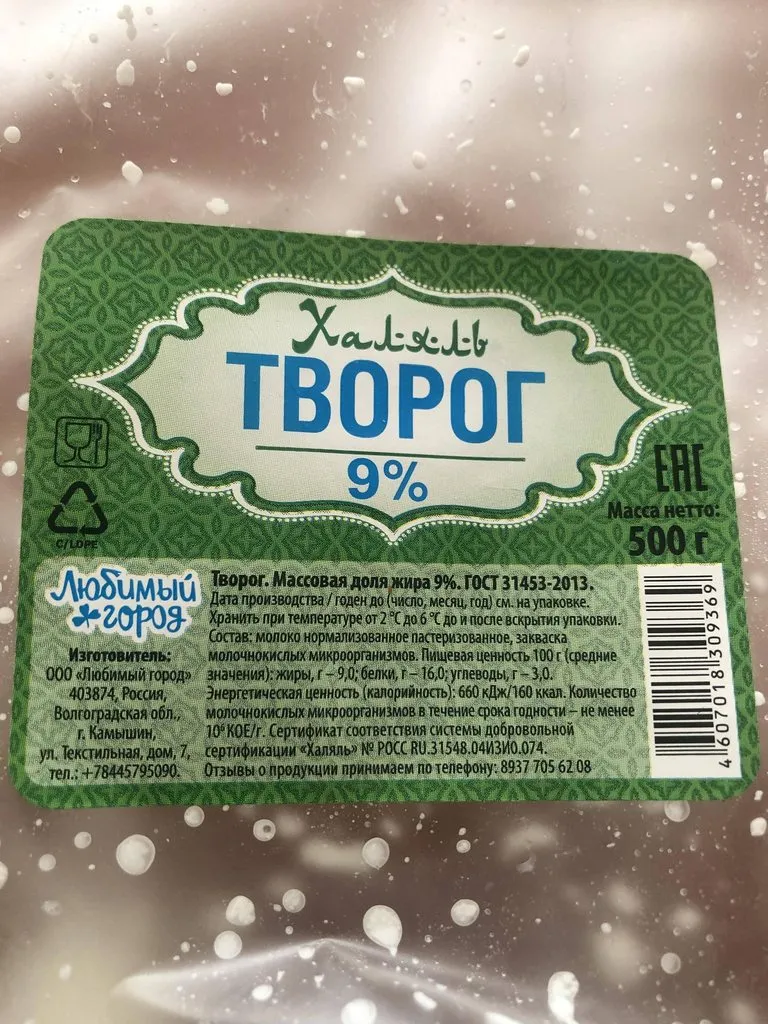 Халяль
ТВОРОГ
9%
ЕАС
Масса нетто:
500 г
C/LDPE
Любимый
город
Изготовитель:
ООО «Любимый город»
403874, Россия,
Волгоградская обл.,
г. Камышин,
ул. Текстильная, дом, 7,
тел.: +78445795090.
Творог. Массовая доля жира 9%. ГОСТ 31453-2013.
Дата производства / годен до (число, месяц, год) см. на упаковке.
Хранить при температуре от 2 °С до 6 °С до и после вскрытия упаковки.
Состав: молоко нормализованное пастеризованное, закваска
молочнокислых микроорганизмов. Пищевая ценность 100 г (средние
значения): жиры, г – 9,0; белки, г – 16,0; углеводы, г – 3,0.
Энергетическая ценность (калорийность): 660 кДж/160 ккал. Количество
молочнокислых микроорганизмов в течение срока годности – не менее
10⁶ КОЕ/г. Сертификат соответствия системы добровольной
сертификации «Халяль» № РОСС RU.31548.04ИЗИ0.074.
Отзывы о продукции принимаем по телефону: 8937 705 62 08
4 607018 309369